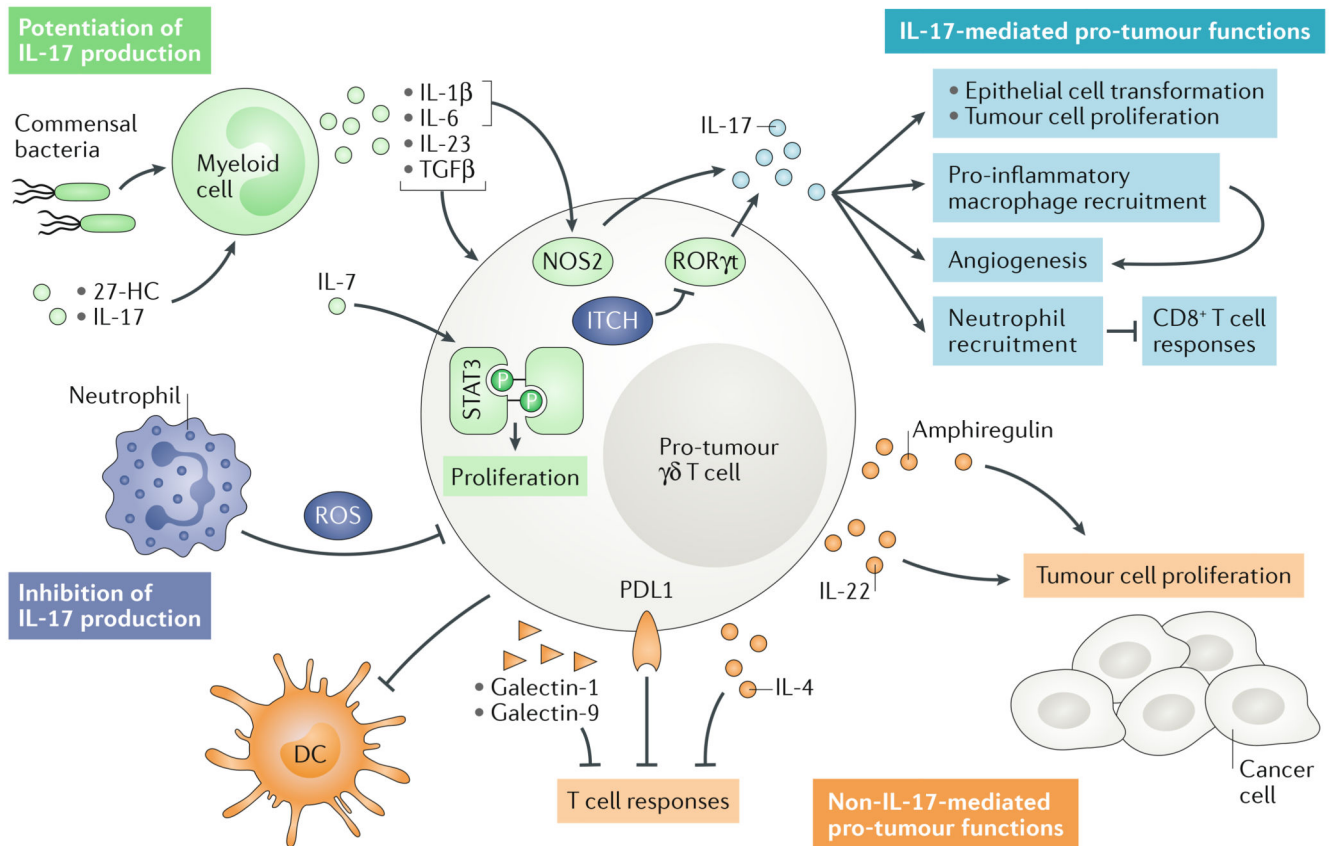 Potentiation of
IL-17 production
Commensal
bacteria
Myeloid
cell
• IL-1β
• IL-6
• IL-23
• TGFβ
• 27-HC
• IL-17
IL-7
NOS2
RORγt
ITCH
STAT3
P
P
Proliferation
Pro-tumour
γδ T cell
IL-17
IL-17-mediated pro-tumour functions
• Epithelial cell transformation
• Tumour cell proliferation
Pro-inflammatory
macrophage recruitment
Angiogenesis
Neutrophil
recruitment
CD8⁺ T cell
responses
Neutrophil
ROS
Inhibition of
IL-17 production
DC
PDL1
• Galectin-1
• Galectin-9
IL-4
T cell responses
Amphiregulin
IL-22
Tumour cell proliferation
Cancer
cell
Non-IL-17-mediated
pro-tumour functions